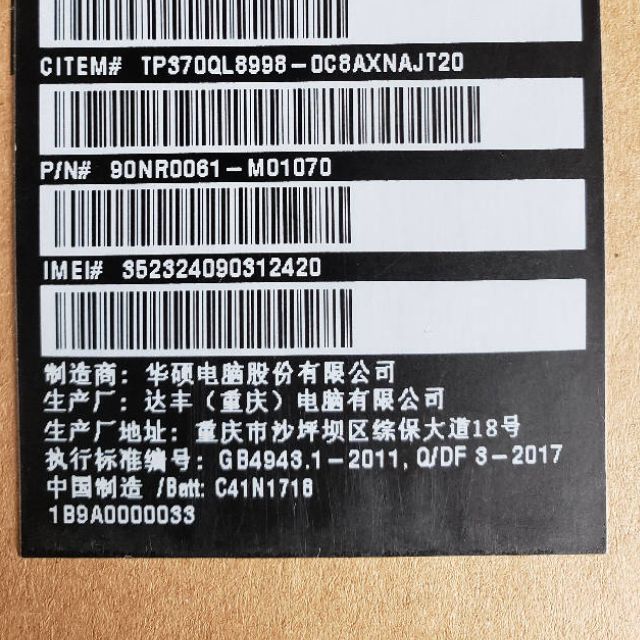 CITEM# TP370QL8998-0C8AXNAJT20
P/N# 90NR0061-M01070
IMEI# 352324090312420
制造商: 华硕电脑股份有限公司
生产厂: 达丰(重庆)电脑有限公司
生产厂地址: 重庆市沙坪坝区综保大道18号
执行标准编号: GB4943.1-2011, Q/DF 3-2017
中国制造 /Batt: C41N1718
1B9A0000033